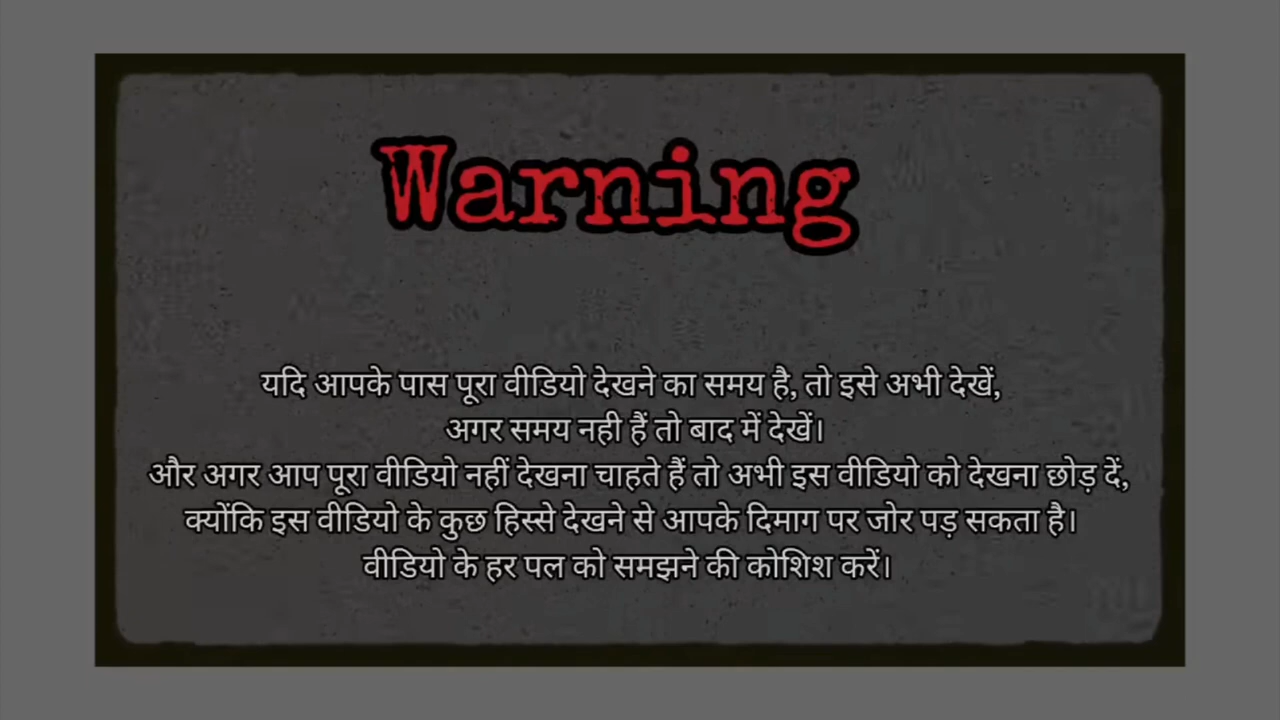 Warning
यदि आपके पास पूरा वीडियो देखने का समय है, तो इसे अभी देखें,
अगर समय नही हैं तो बाद में देखें।
और अगर आप पूरा वीडियो नहीं देखना चाहते हैं तो अभी इस वीडियो को देखना छोड़ दें,
क्योंकि इस वीडियो के कुछ हिस्से देखने से आपके दिमाग पर जोर पड़ सकता है।
वीडियो के हर पल को समझने की कोशिश करें।